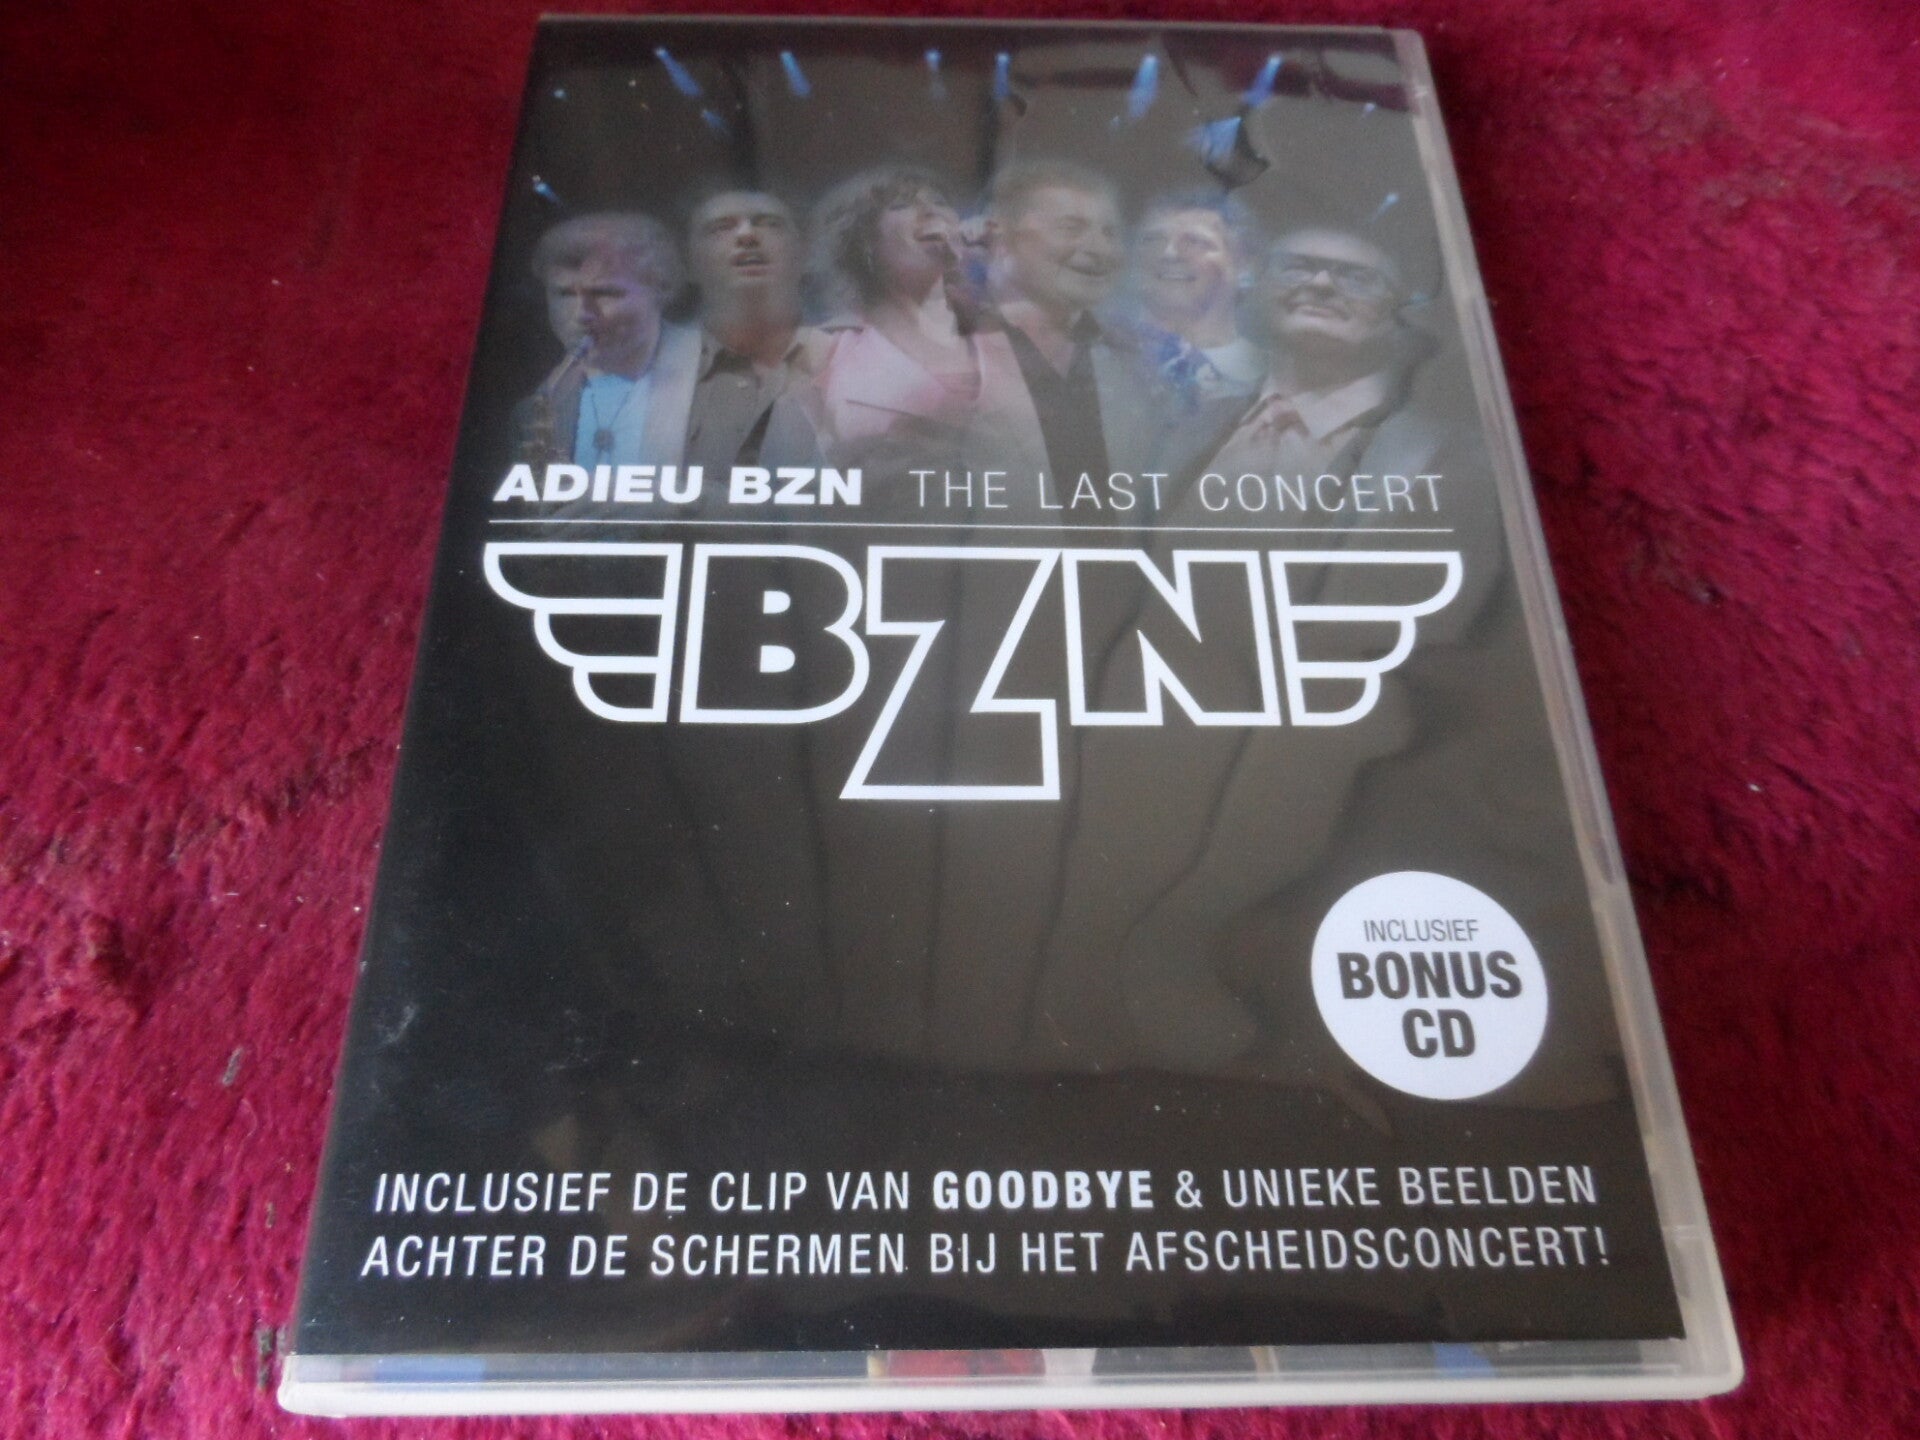 ADIEU BZN THE LAST CONCERT
BZN
INCLUSIEF
BONUS
CD
INCLUSIEF DE CLIP VAN GOODBYE & UNIEKE BEELDEN
ACHTER DE SCHERMEN BIJ HET AFSCHEIDSCONCERT!